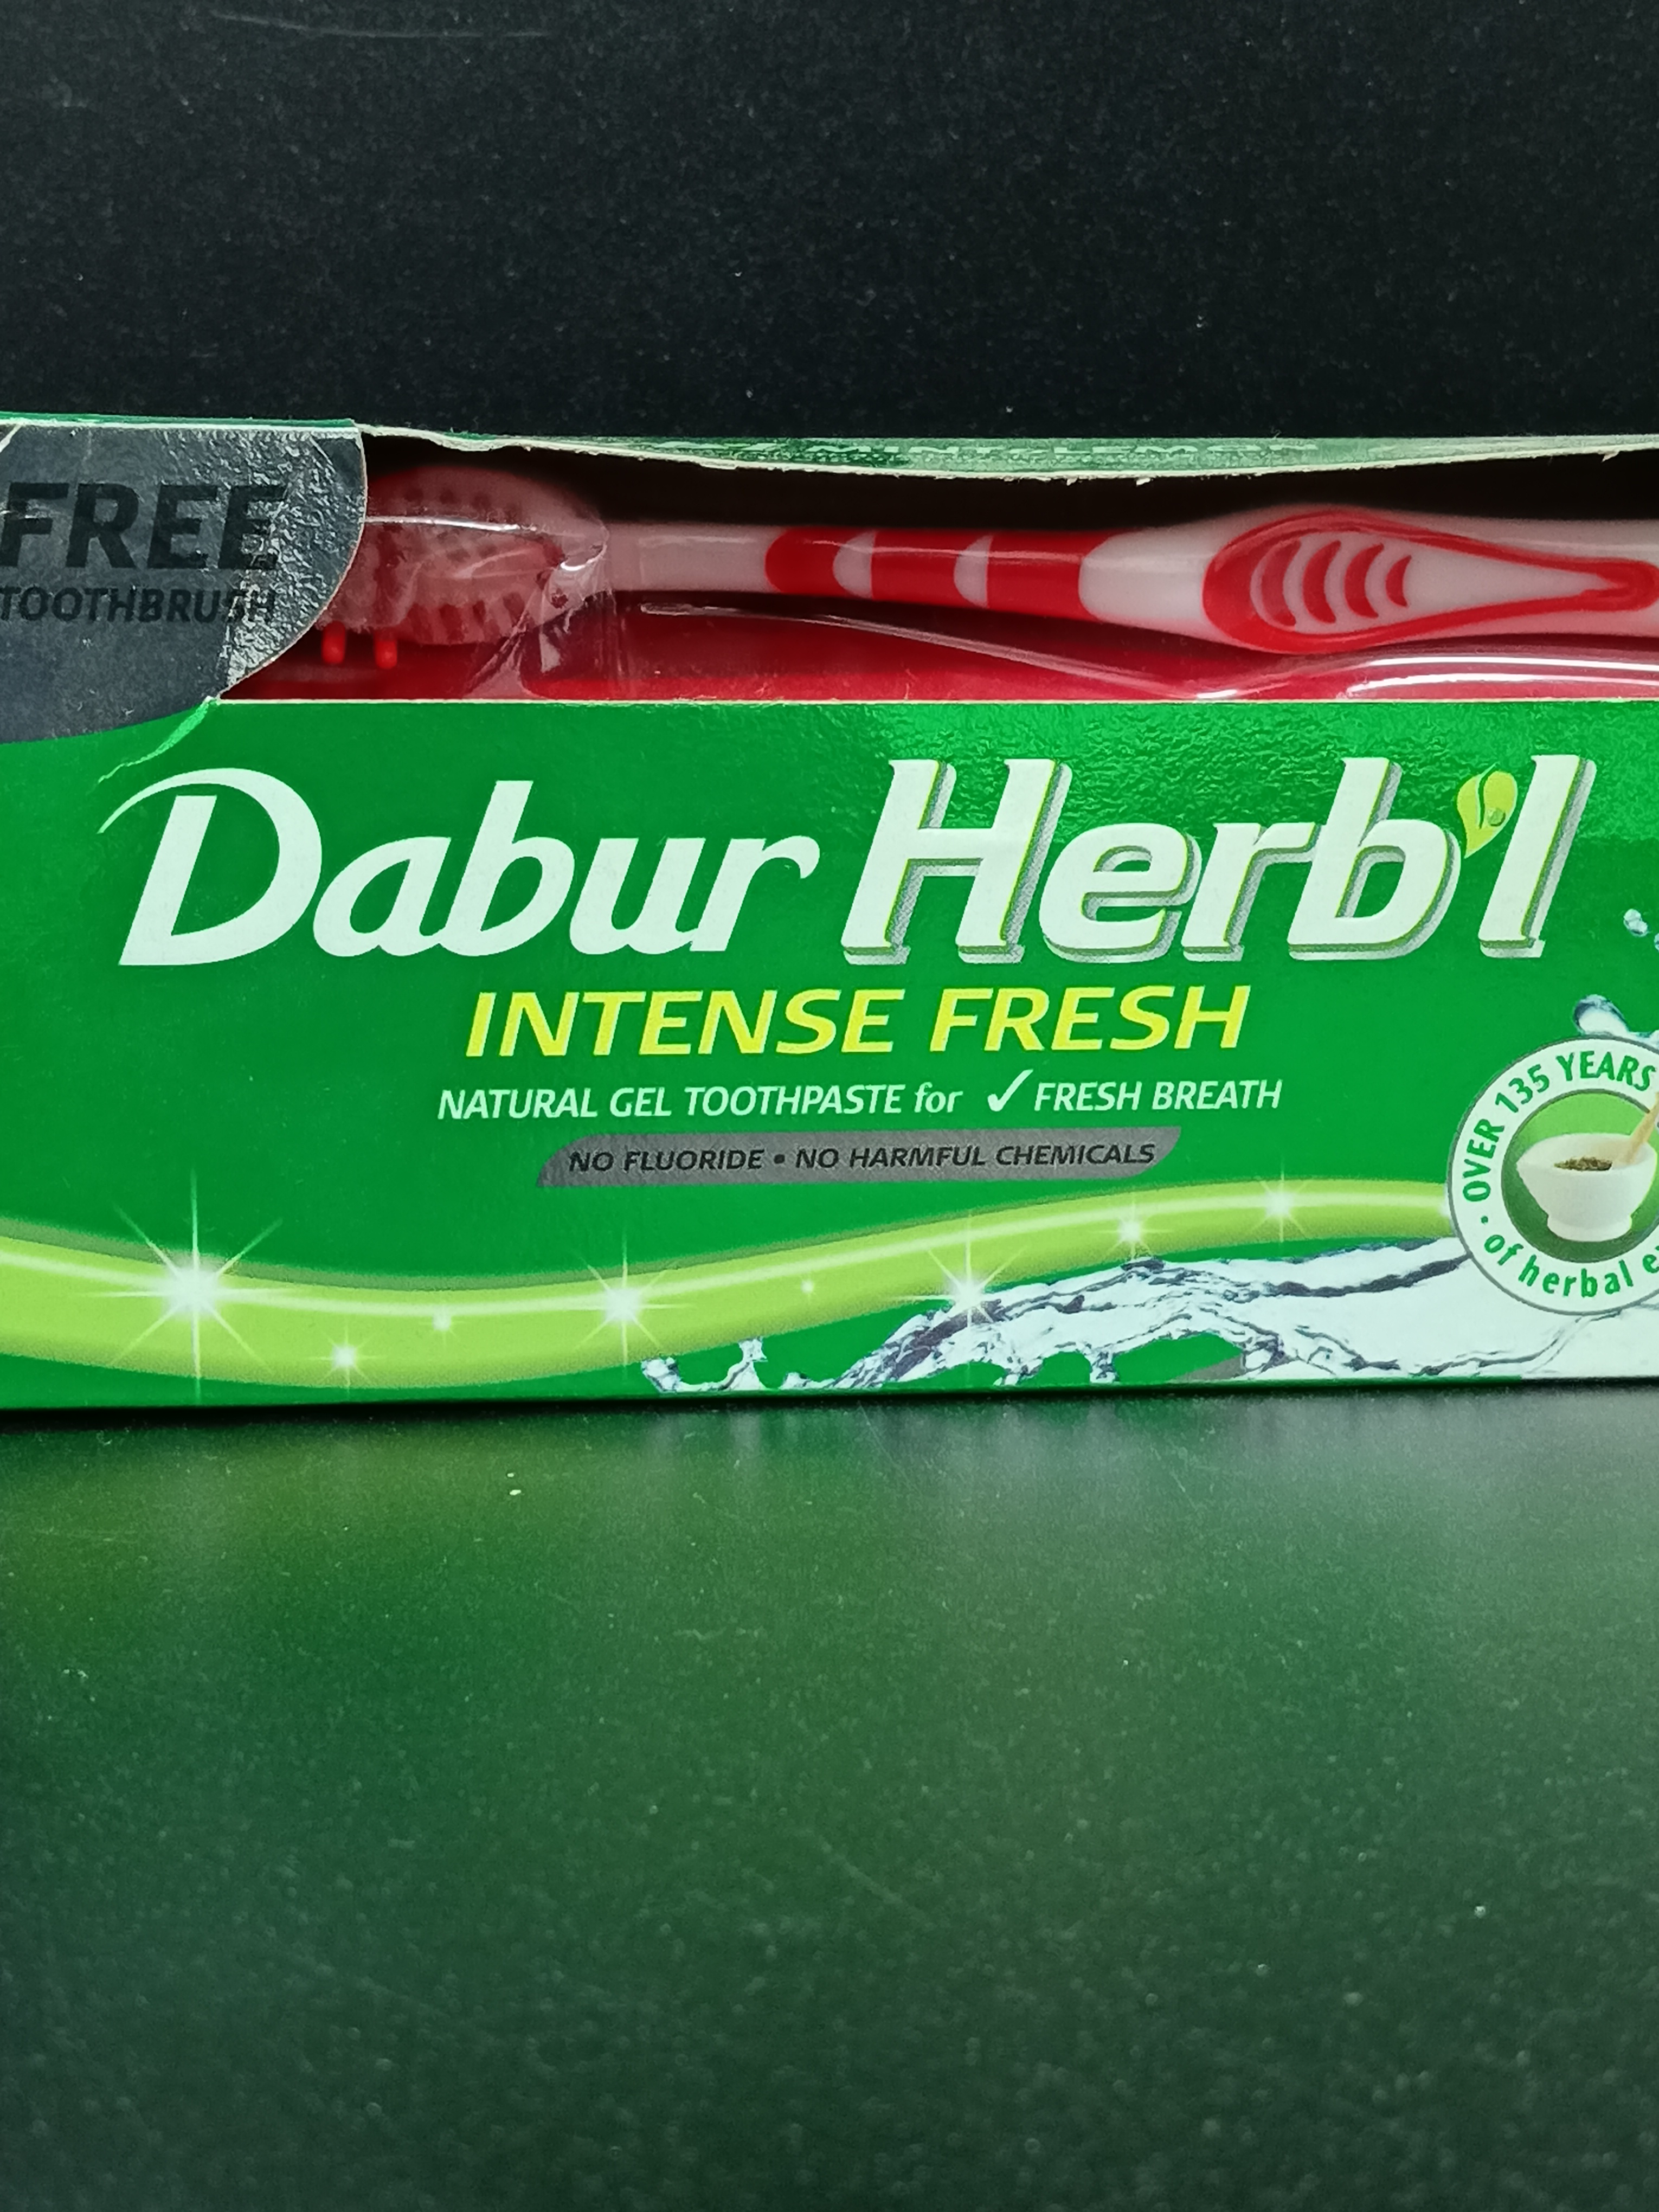 FREE
TOOTHBRUSH
Dabur Herb'l
INTENSE FRESH
NATURAL GEL TOOTHPASTE for ✓ FRESH BREATH
NO FLUORIDE • NO HARMFUL CHEMICALS
• OVER 135 YEARS
of herbal